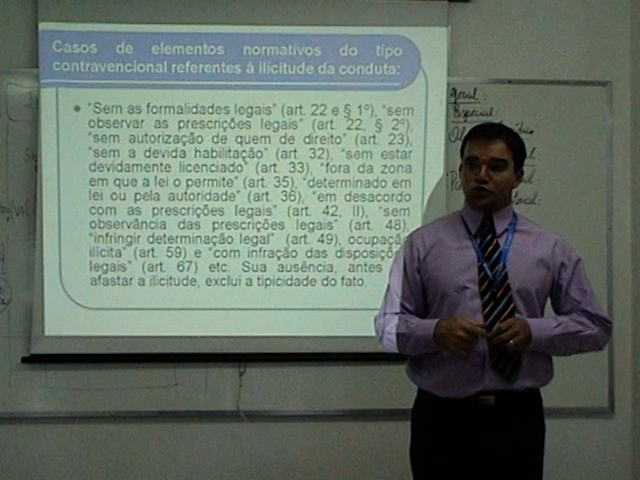 Casos de elementos normativos do tipo
contravencional referentes à ilicitude da conduta:
• “Sem as formalidades legais” (art. 22 e § 1º), “sem
observar as prescrições legais” (art. 22, § 2º),
“sem autorização de quem de direito” (art. 23),
“sem a devida habilitação” (art. 32), “sem estar
devidamente licenciado” (art. 33), “fora da zona
em que a lei o permite” (art. 35), “determinado em
lei ou pela autoridade” (art. 36), “em desacordo
com as prescrições legais” (art. 42, II), “sem
observância das prescrições legais” (art. 48),
“infringir determinação legal” (art. 49), ocupação
ilícita” (art. 59) e “com infração das disposiçõ
legais” (art. 67) etc. Sua ausência, antes
afastar a ilicitude, exclui a tipicidade do fato.
Geral:
Especial: